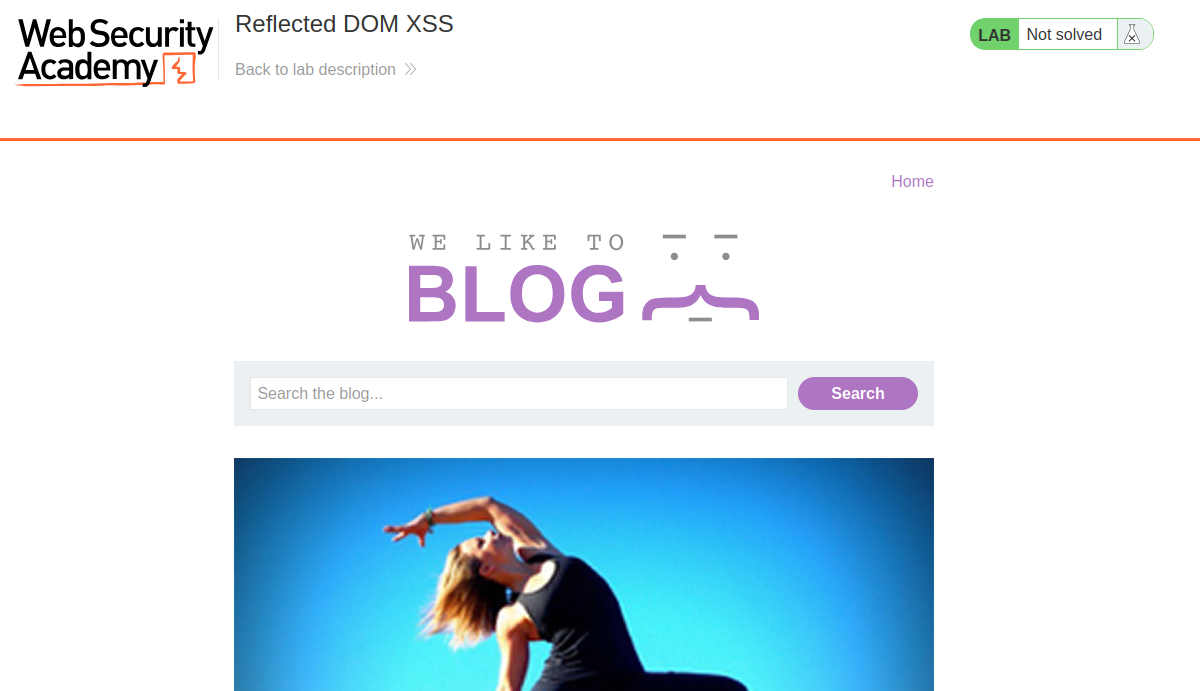 Web Security
Academy
Reflected DOM XSS
Back to lab description
LAB
Not solved
Home
WE LIKE TO
BLOG
Search the blog...
Search